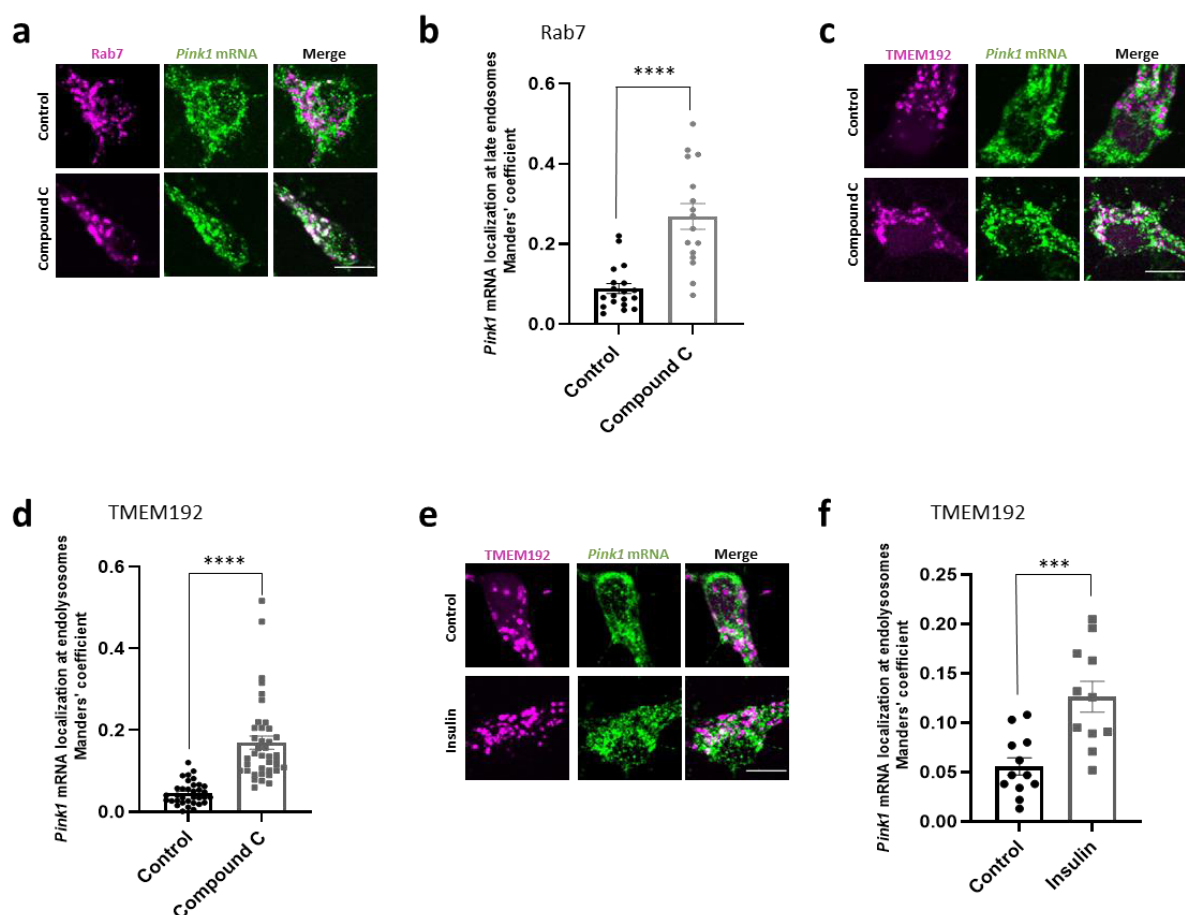 a
Rab7 Pink1 mRNA Merge
Control
Compound C
b
Rab7
Pink1 mRNA localization at late endosomes
Manders' coefficient
****
0.6
0.4
0.2
0.0
Control
Compound C
c
TMEM192 Pink1 mRNA Merge
Control
Compound C
d
TMEM192
Pink1 mRNA localization at endolysosomes
Manders' coefficient
****
0.6
0.4
0.2
0.0
Control
Compound C
e
TMEM192 Pink1 mRNA Merge
Control
Insulin
f
TMEM192
Pink1 mRNA localization at endolysosomes
Manders' coefficient
***
0.25
0.20
0.15
0.10
0.05
0.00
Control
Insulin